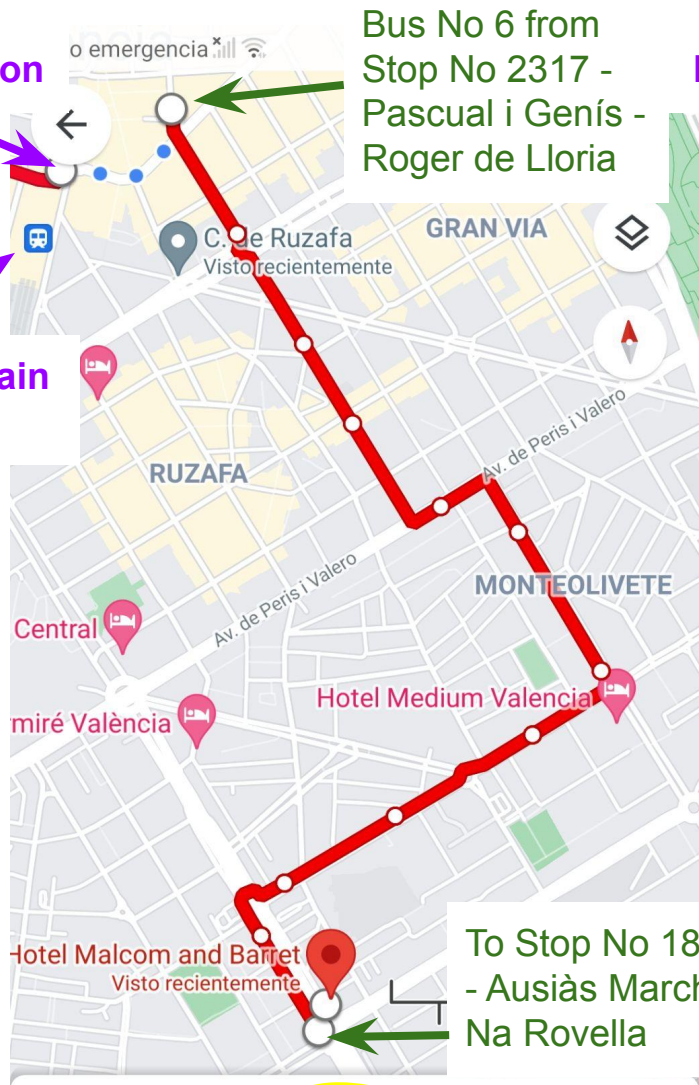 o emergencia
Bus No 6 from
Stop No 2317 -
Pascual i Genís -
Roger de Lloria
on
C. de Ruzafa
Visto recientemente
GRAN VIA
ain
RUZAFA
Av. de Peris i Valero
MONTEOLIVETE
Av. de Peris i Valero
Central
Hotel Medium Valencia
rmiré València
Hotel Malcom and Barret
Visto recientemente
To Stop No 18
- Ausiàs March
Na Rovella